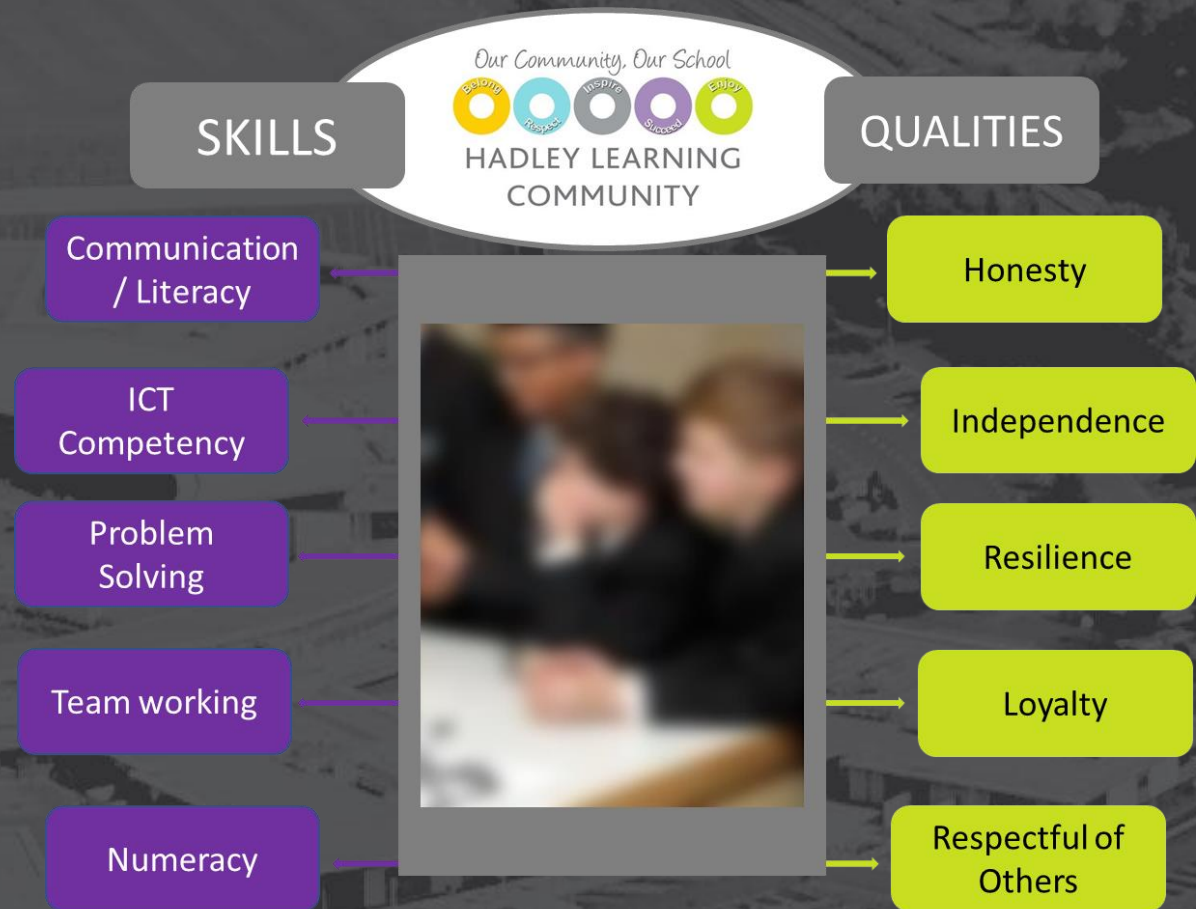 Our Community, Our School
Belong
Respect
Inspire
Succeed
Enjoy
HADLEY LEARNING
COMMUNITY
SKILLS
Communication
/ Literacy
ICT
Competency
Problem
Solving
Team working
Numeracy
QUALITIES
Honesty
Independence
Resilience
Loyalty
Respectful of
Others